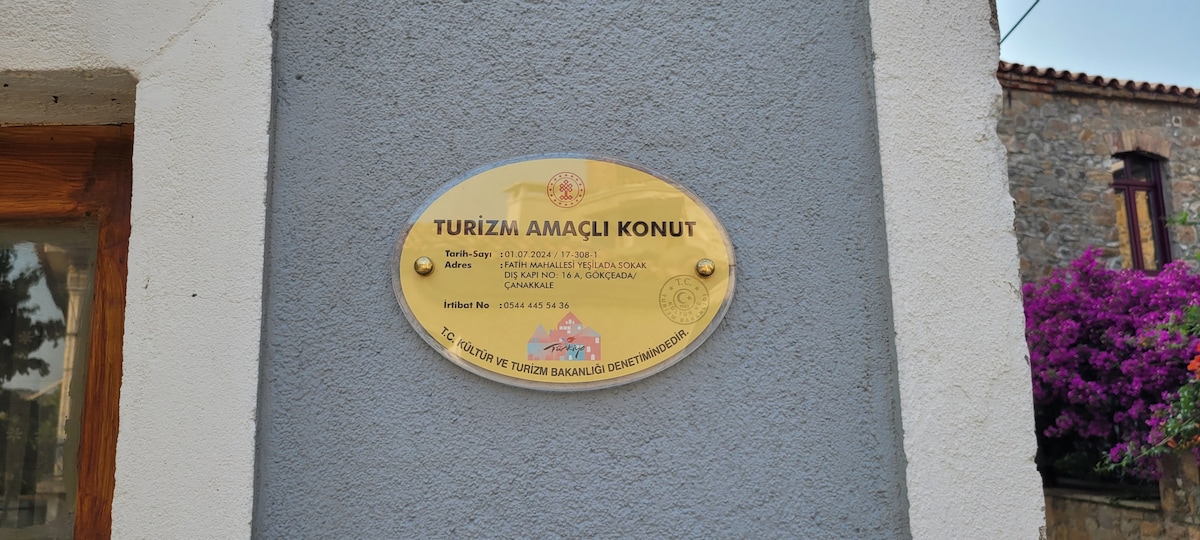 TURİZM AMAÇLI KONUT
Tarih-Sayı : 01.07.2024 / 17-308-1
Adres : FATİH MAHALLESİ YEŞİLADA SOKAK
DIŞ KAPI NO: 16 A, GÖKÇEADA/
ÇANAKKALE
İrtibat No : 0544 445 54 36
T.C.
Türkiye
T.C. KÜLTÜR VE TURİZM BAKANLIĞI DENETİMİNDEDİR.